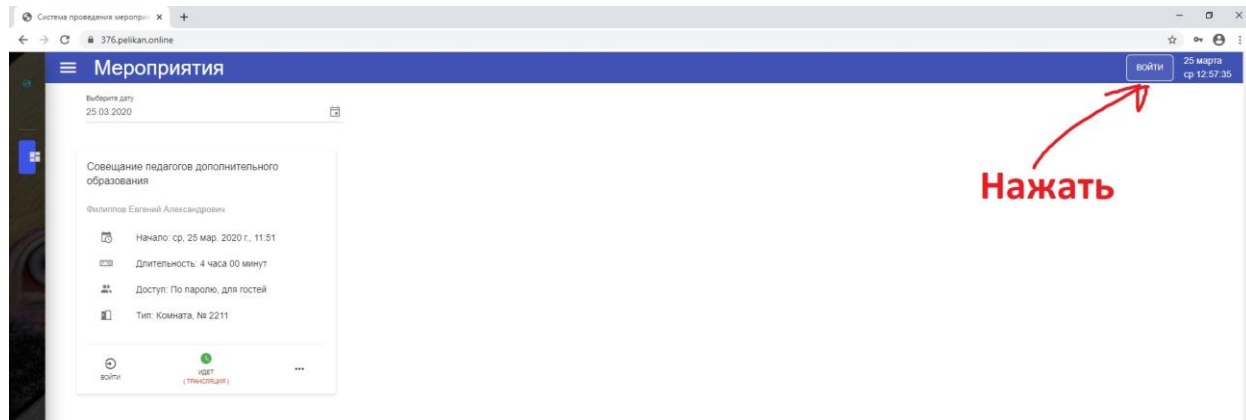 Система проведения меропри
376.pelikan.online
Мероприятия
ВОЙТИ
25 марта
ср 12:57:35
Выберите дату
25.03.2020
Нажать
Совещание педагогов дополнительного
образования
Филиппов Евгений Александрович
Начало: ср, 25 мар. 2020 г., 11:51
Длительность: 4 часа 00 минут
Доступ: По паролю, для гостей
Тип: Комната, № 2211
ВОЙТИ
ИДЕТ
(ТРАНСЛЯЦИЯ)